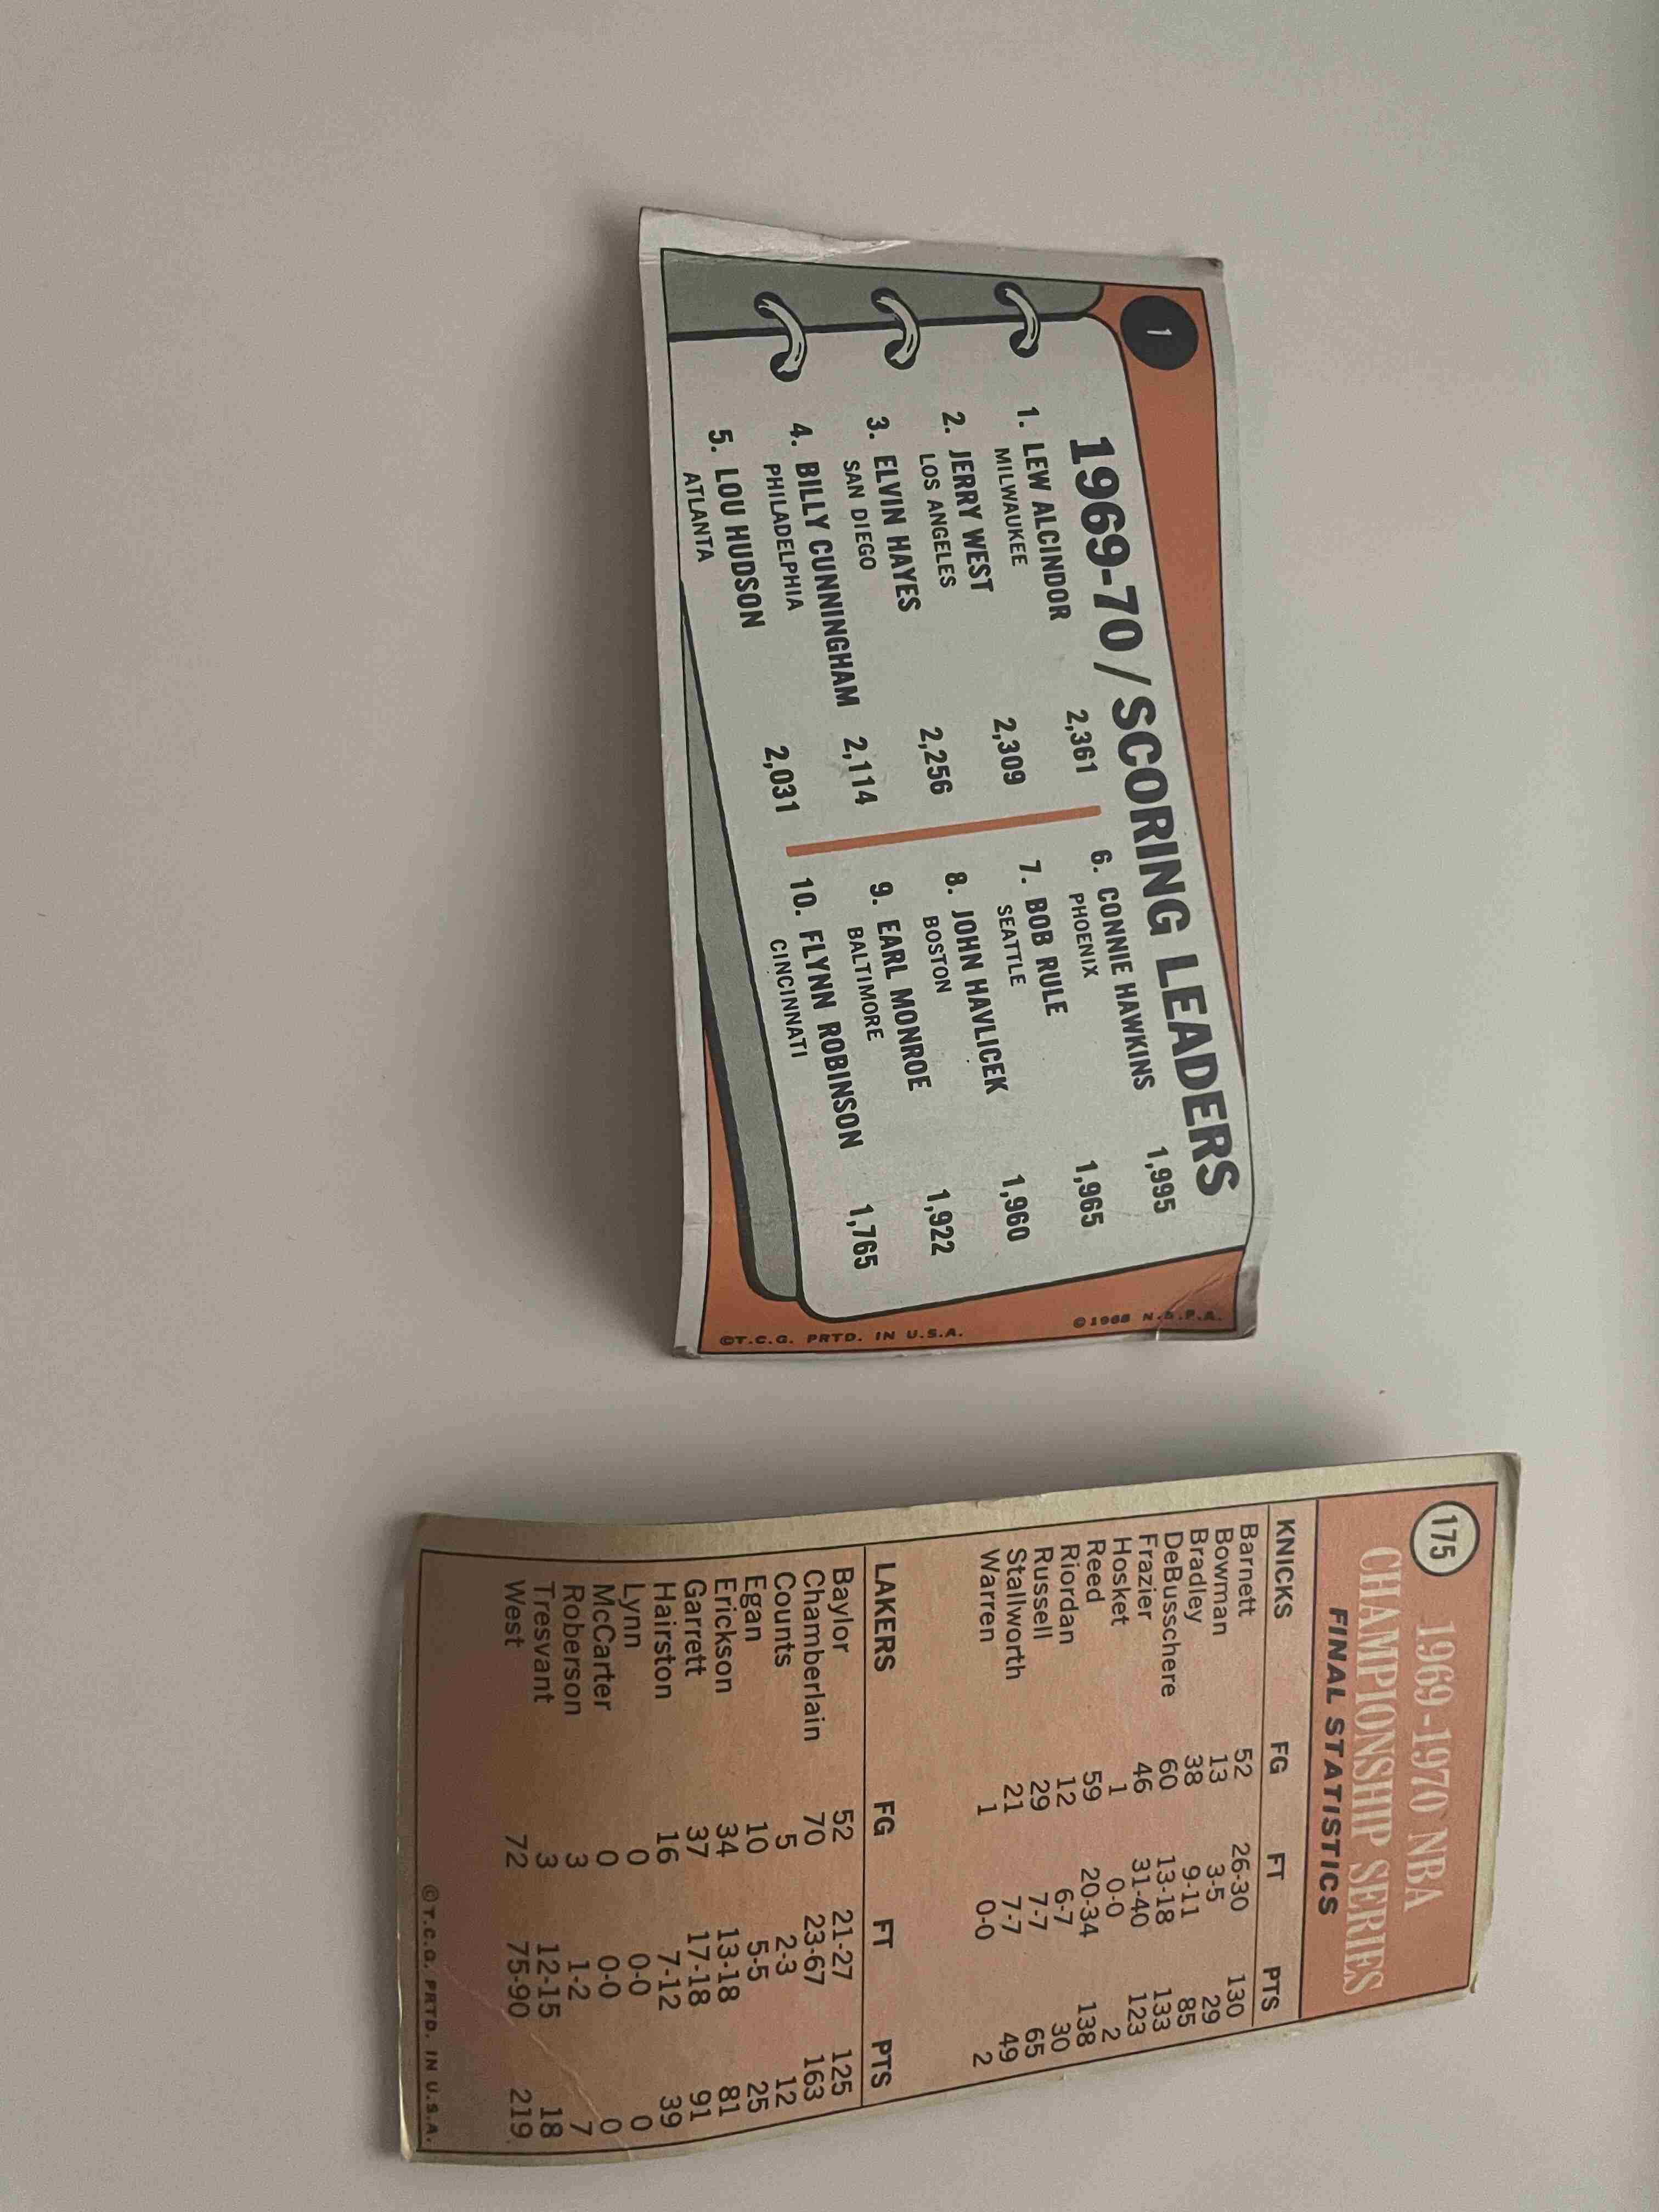 1
1969-70/SCORING LEADERS
1. LEW ALCINDOR 2,361
MILWAUKEE
2. JERRY WEST 2,309
LOS ANGELES
3. ELVIN HAYES 2,256
SAN DIEGO
4. BILLY CUNNINGHAM 2,114
PHILADELPHIA
5. LOU HUDSON 2,031
ATLANTA
6. CONNIE HAWKINS 1,995
PHOENIX
7. BOB RULE 1,965
SEATTLE
8. JOHN HAVLICEK 1,960
BOSTON
9. EARL MONROE 1,922
BALTIMORE
10. FLYNN ROBINSON 1,765
CINCINNATI
©T.C.G. PRTD. IN U.S.A.
©1968 N.B.P.A.
175
1969-1970 NBA
CHAMPIONSHIP SERIES
FINAL STATISTICS
KNICKS FG FT PTS
Barnett 52 26-30 130
Bowman 13 3-5 29
Bradley 38 9-11 85
DeBusschere 60 13-18 133
Frazier 46 31-40 123
Hosket 1 0-0 2
Reed 59 20-34 138
Riordan 12 6-7 30
Russell 29 7-7 65
Stallworth 21 7-7 49
Warren 1 0-0 2
LAKERS FG FT PTS
Baylor 52 21-27 125
Chamberlain 70 23-67 163
Counts 5 2-3 12
Egan 10 5-5 25
Erickson 34 13-18 81
Garrett 37 17-18 91
Hairston 16 7-12 39
Lynn 0 0-0 0
McCarter 0 0-0 0
Roberson 3 1-2 7
Tresvant 3 12-15 18
West 72 75-90 219
©T.C.G. PRTD. IN U.S.A.